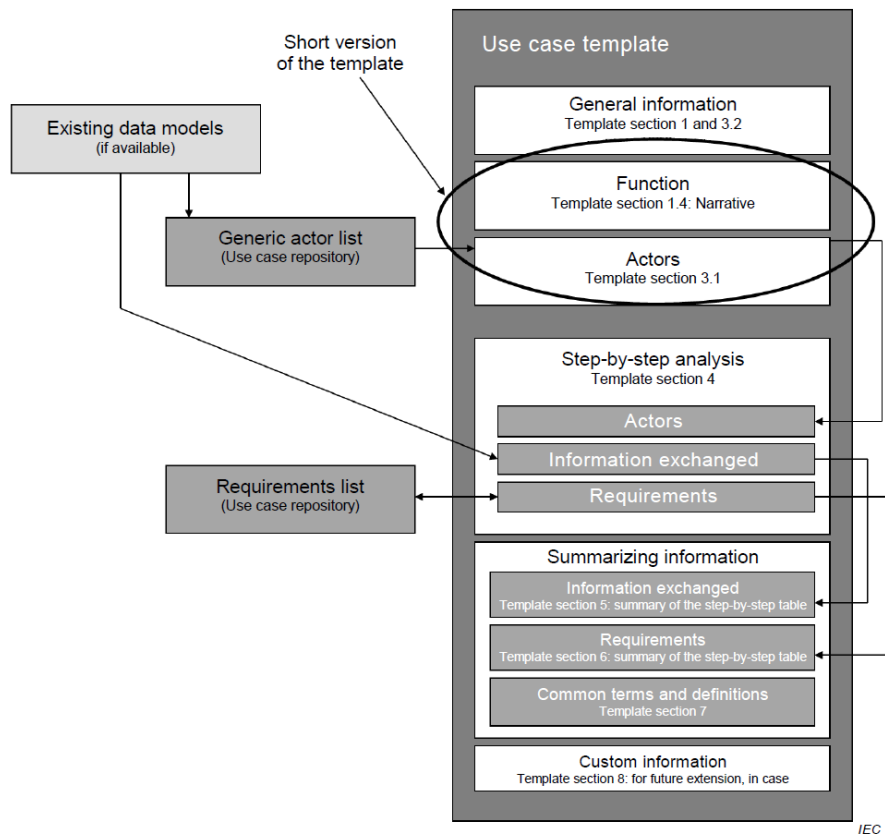 Short version
of the template
Use case template
General information
Template section 1 and 3.2
Existing data models
(if available)
Function
Template section 1.4: Narrative
Generic actor list
(Use case repository)
Actors
Template section 3.1
Step-by-step analysis
Template section 4
Actors
Information exchanged
Requirements list
(Use case repository)
Requirements
Summarizing information
Information exchanged
Template section 5: summary of the step-by-step table
Requirements
Template section 6: summary of the step-by-step table
Common terms and definitions
Template section 7
Custom information
Template section 8: for future extension, in case
IEC